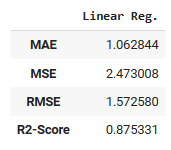 Linear Reg.
MAE 1.062844
MSE 2.473008
RMSE 1.572580
R2-Score 0.875331